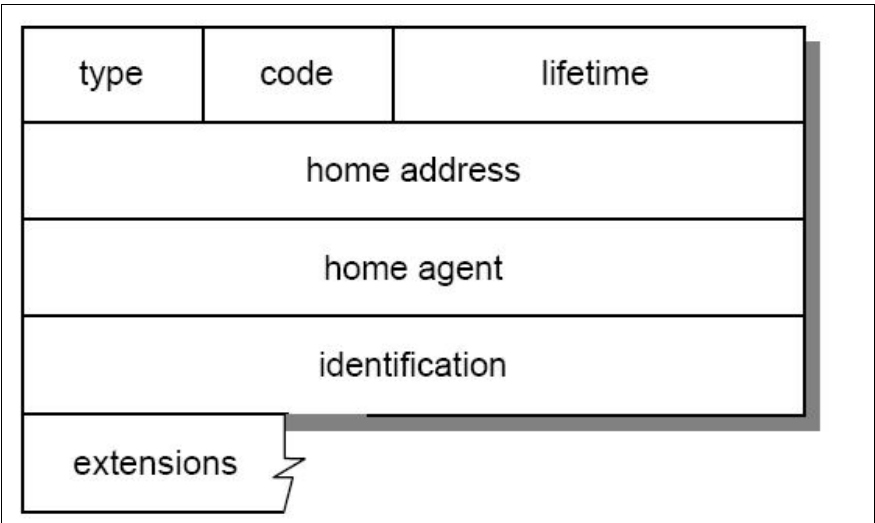 type code lifetime
home address
home agent
identification
extensions